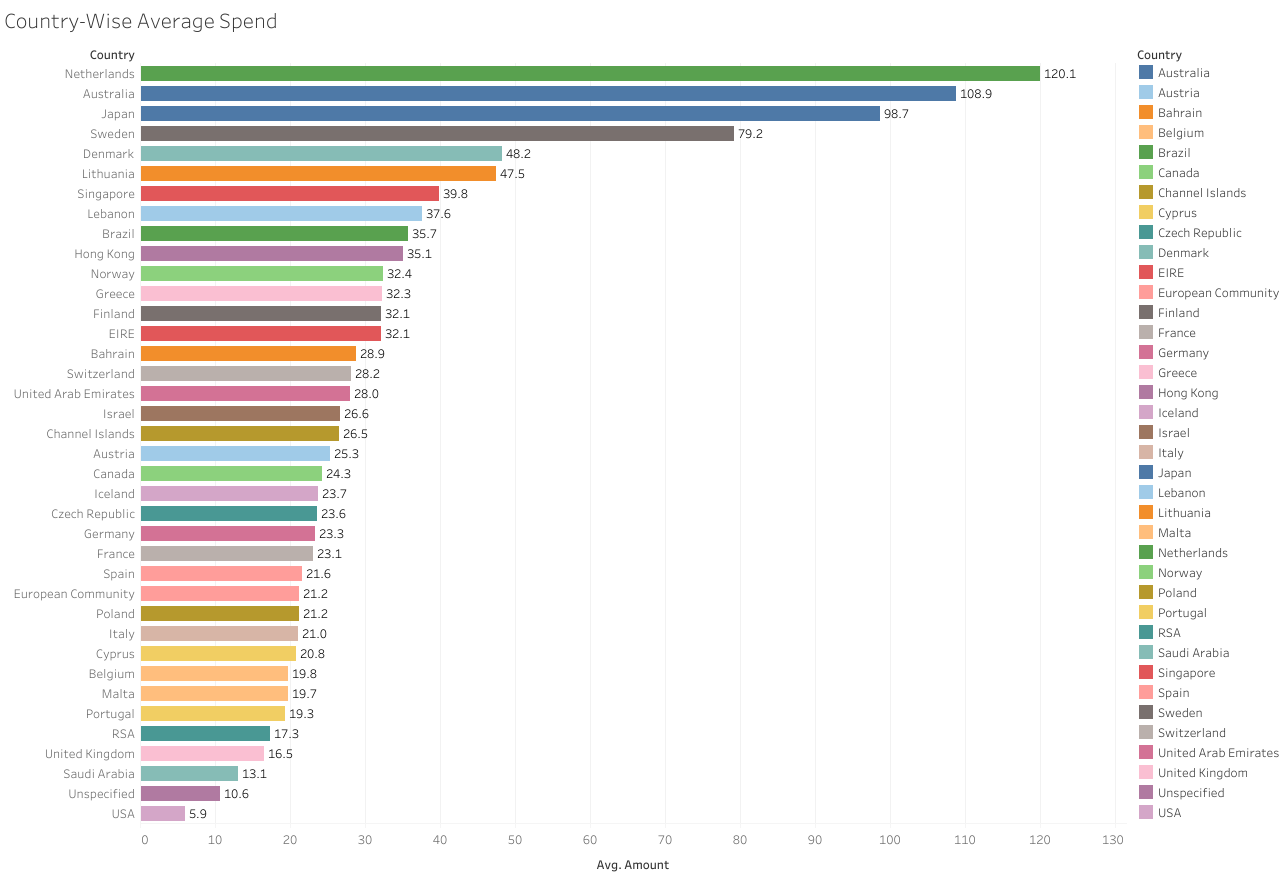 Country-Wise Average Spend
Country
Netherlands 120.1
Australia 108.9
Japan 98.7
Sweden 79.2
Denmark 48.2
Lithuania 47.5
Singapore 39.8
Lebanon 37.6
Brazil 35.7
Hong Kong 35.1
Norway 32.4
Greece 32.3
Finland 32.1
EIRE 32.1
Bahrain 28.9
Switzerland 28.2
United Arab Emirates 28.0
Israel 26.6
Channel Islands 26.5
Austria 25.3
Canada 24.3
Iceland 23.7
Czech Republic 23.6
Germany 23.3
France 23.1
Spain 21.6
European Community 21.2
Poland 21.2
Italy 21.0
Cyprus 20.8
Belgium 19.8
Malta 19.7
Portugal 19.3
RSA 17.3
United Kingdom 16.5
Saudi Arabia 13.1
Unspecified 10.6
USA 5.9
0 10 20 30 40 50 60 70 80 90 100 110 120 130
Avg. Amount
Country
Australia
Austria
Bahrain
Belgium
Brazil
Canada
Channel Islands
Cyprus
Czech Republic
Denmark
EIRE
European Community
Finland
France
Germany
Greece
Hong Kong
Iceland
Israel
Italy
Japan
Lebanon
Lithuania
Malta
Netherlands
Norway
Poland
Portugal
RSA
Saudi Arabia
Singapore
Spain
Sweden
Switzerland
United Arab Emirates
United Kingdom
Unspecified
USA